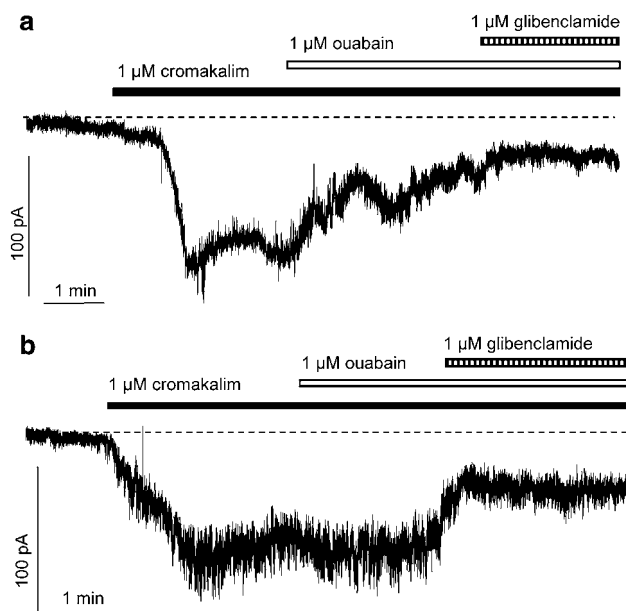 a
1 µM glibenclamide
1 µM ouabain
1 µM cromakalim
100 pA
1 min
b
1 µM glibenclamide
1 µM ouabain
1 µM cromakalim
100 pA
1 min